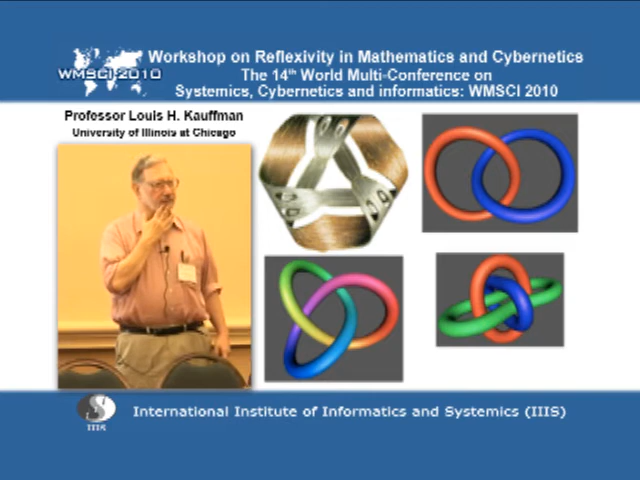 Workshop on Reflexivity in Mathematics and Cybernetics
The 14th World Multi-Conference on
Systemics, Cybernetics and informatics: WMSCI 2010
WMSCI 2010
Professor Louis H. Kauffman
University of Illinois at Chicago
IIIS
International Institute of Informatics and Systemics (IIIS)